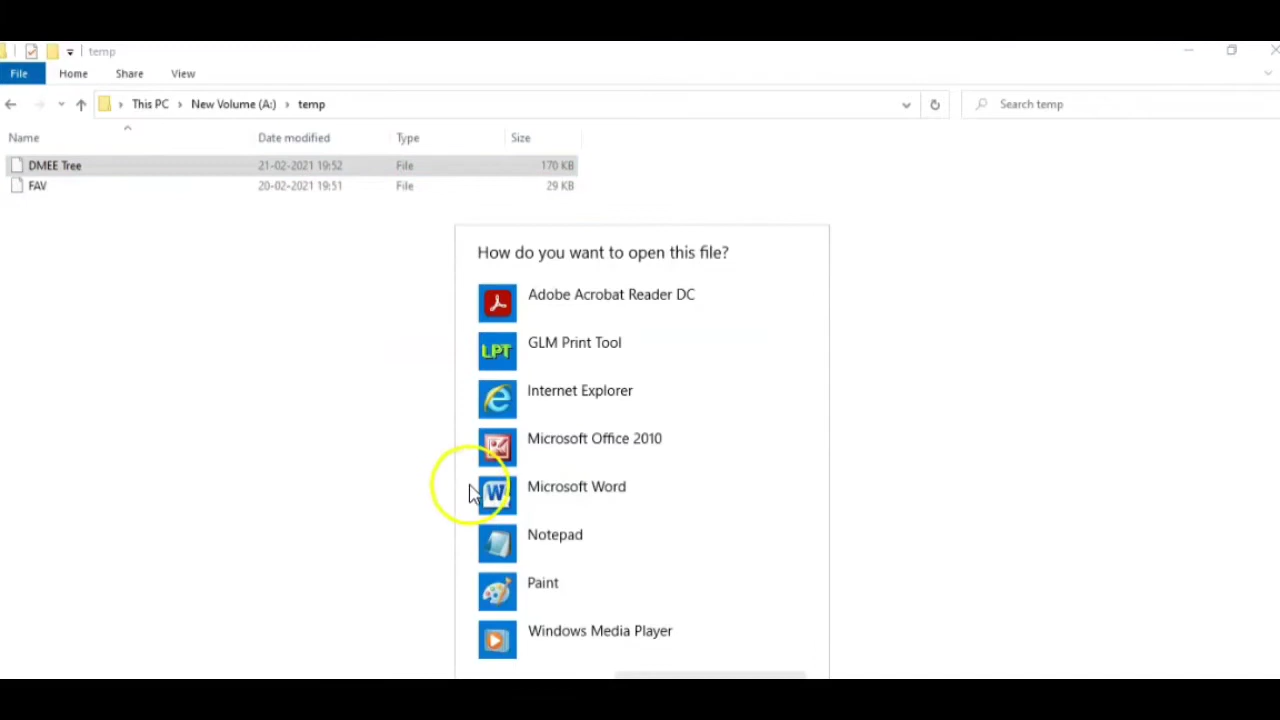 temp
File Home Share View
This PC New Volume (A:) temp Search temp
Name Date modified Type Size
DMEE Tree 21-02-2021 19:52 File 170 KB
FAV 20-02-2021 19:51 File 29 KB
How do you want to open this file?
Adobe Acrobat Reader DC
LPT GLM Print Tool
Internet Explorer
Microsoft Office 2010
W Microsoft Word
Notepad
Paint
Windows Media Player